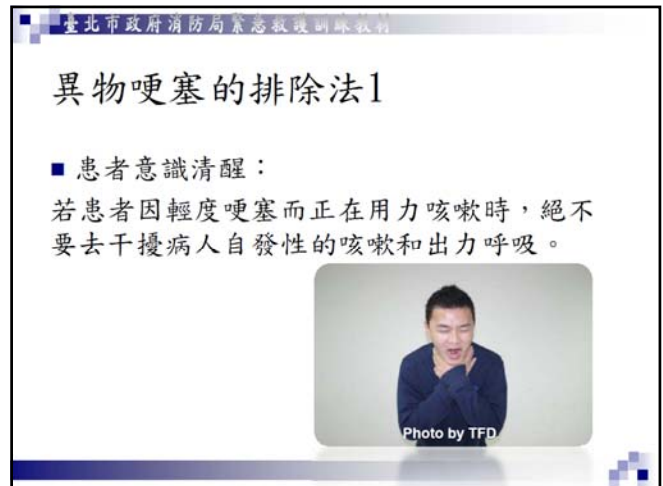 臺北市政府消防局緊急救護訓練教材
異物哽塞的排除法1
■ 患者意識清醒：
若患者因輕度哽塞而正在用力咳嗽時，絕不
要去干擾病人自發性的咳嗽和出力呼吸。
Photo by TFD